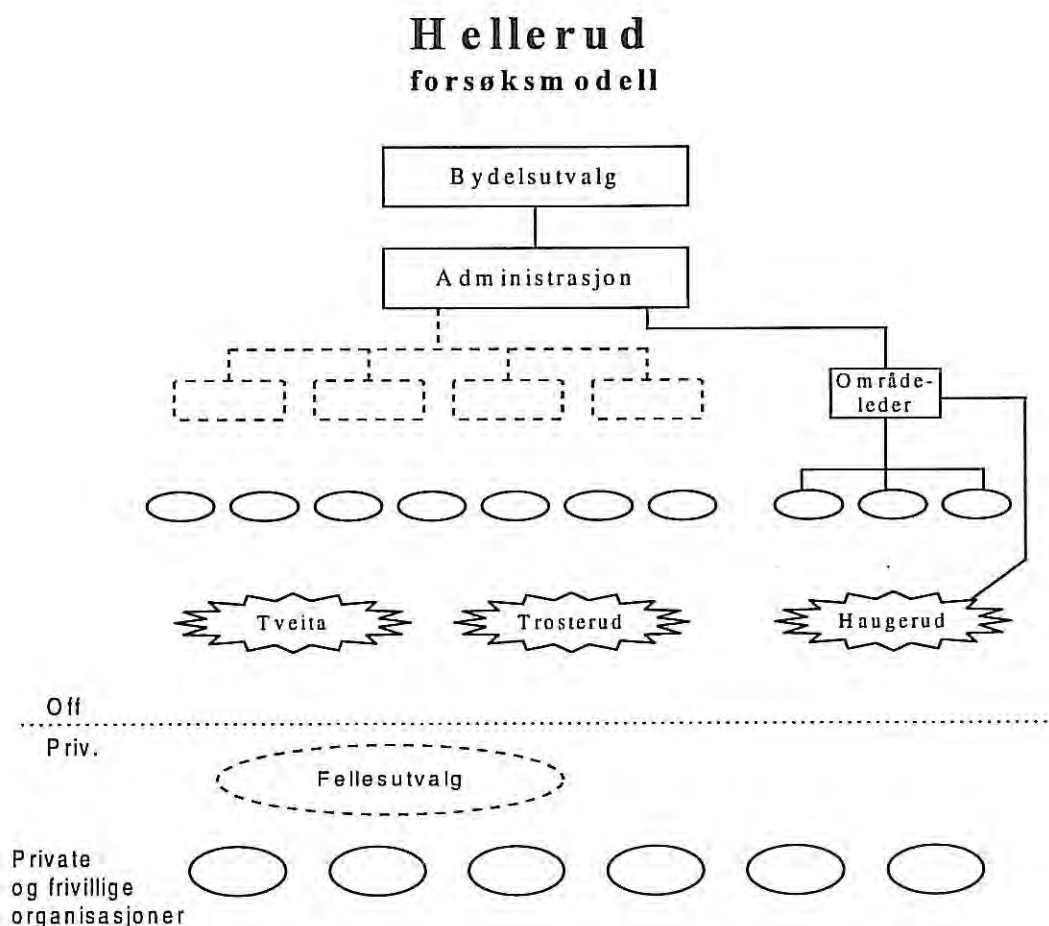 Hellerud
forsøksmodell
Bydelsutvalg
Administrasjon
Område-
leder
Tveita
Trosterud
Haugerud
Off
Priv.
Fellesutvalg
Private
og frivillige
organisasjoner